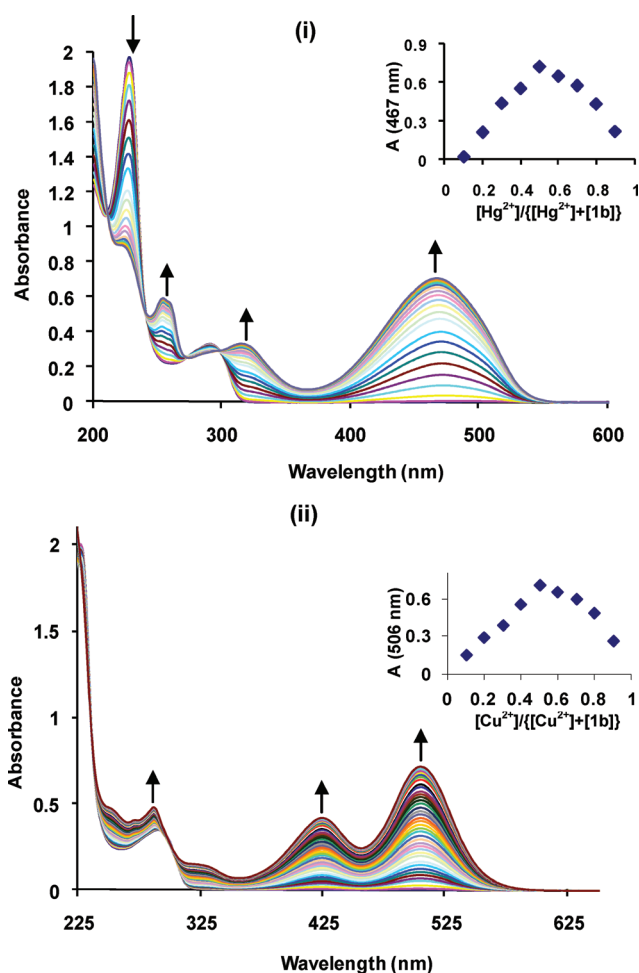 (i)
2
1.8
1.6
1.4
1.2
1
0.8
0.6
0.4
0.2
0
Absorbance
200 300 400 500 600
Wavelength (nm)
0.9
0.6
0.3
0
A (467 nm)
0 0.2 0.4 0.6 0.8 1
[Hg²⁺]/{[Hg²⁺]+[1b]}
(ii)
2
1.5
1
0.5
0
Absorbance
225 325 425 525 625
Wavelength (nm)
0.6
0.3
0
A (506 nm)
0 0.2 0.4 0.6 0.8 1
[Cu²⁺]/{[Cu²⁺]+[1b]}